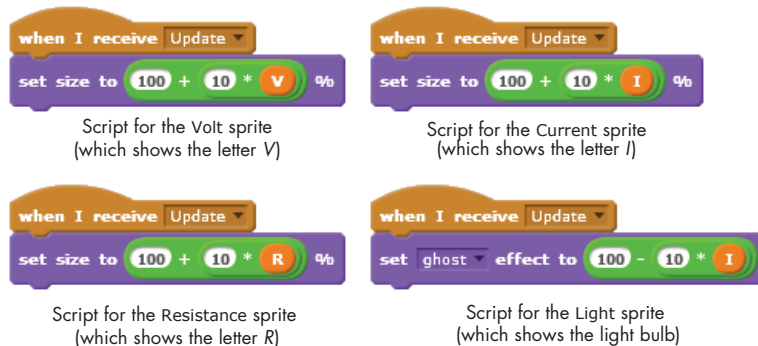 when I receive Update
set size to 100 + 10 * V %
Script for the Volt sprite
(which shows the letter V)
when I receive Update
set size to 100 + 10 * I %
Script for the Current sprite
(which shows the letter I)
when I receive Update
set size to 100 + 10 * R %
Script for the Resistance sprite
(which shows the letter R)
when I receive Update
set ghost effect to 100 - 10 * I
Script for the Light sprite
(which shows the light bulb)